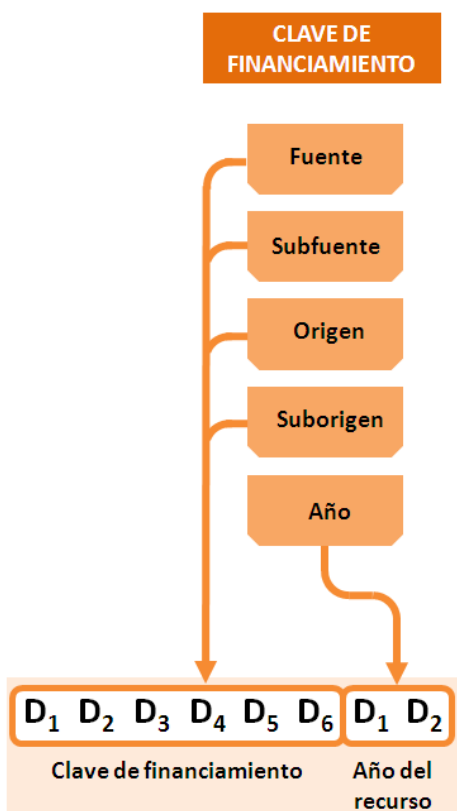 CLAVE DE
FINANCIAMIENTO
Fuente
Subfuente
Origen
Suborigen
Año
D₁ D₂ D₃ D₄ D₅ D₆ D₁ D₂
Clave de financiamiento
Año del
recurso